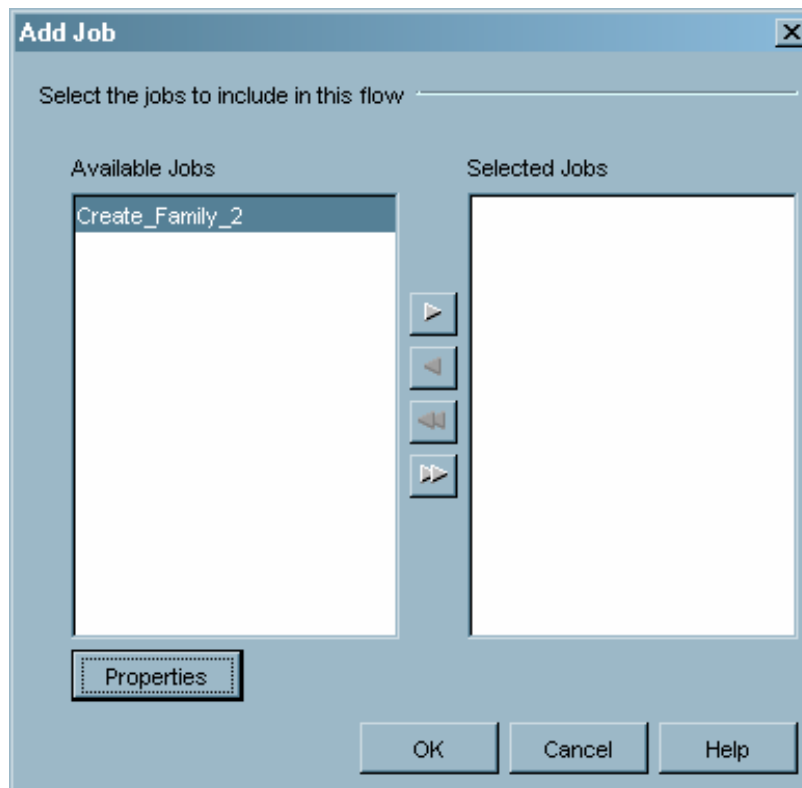 Add Job
Select the jobs to include in this flow
Available Jobs
Selected Jobs
Create_Family_2
Properties
OK
Cancel
Help